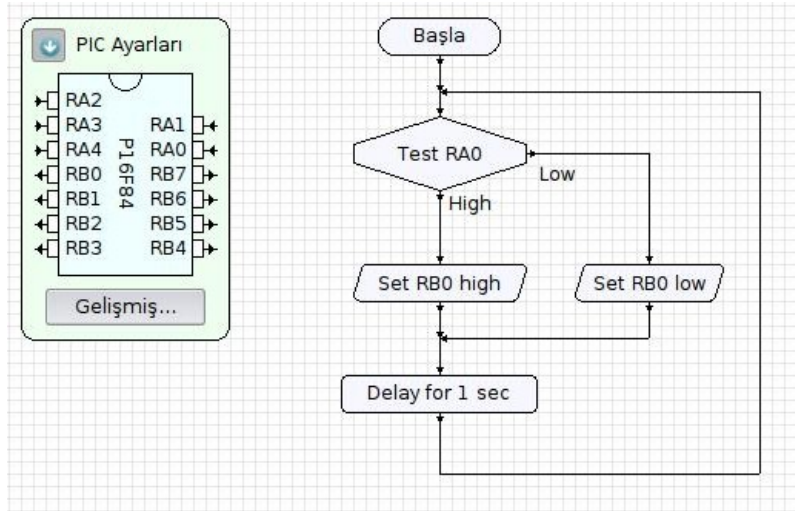 PIC Ayarları
RA2
RA3
RA4
RB0
RB1
RB2
RB3
P16F84
RA1
RA0
RB7
RB6
RB5
RB4
Gelişmiş...
Başla
Test RA0
Low
High
Set RB0 high
Set RB0 low
Delay for 1 sec